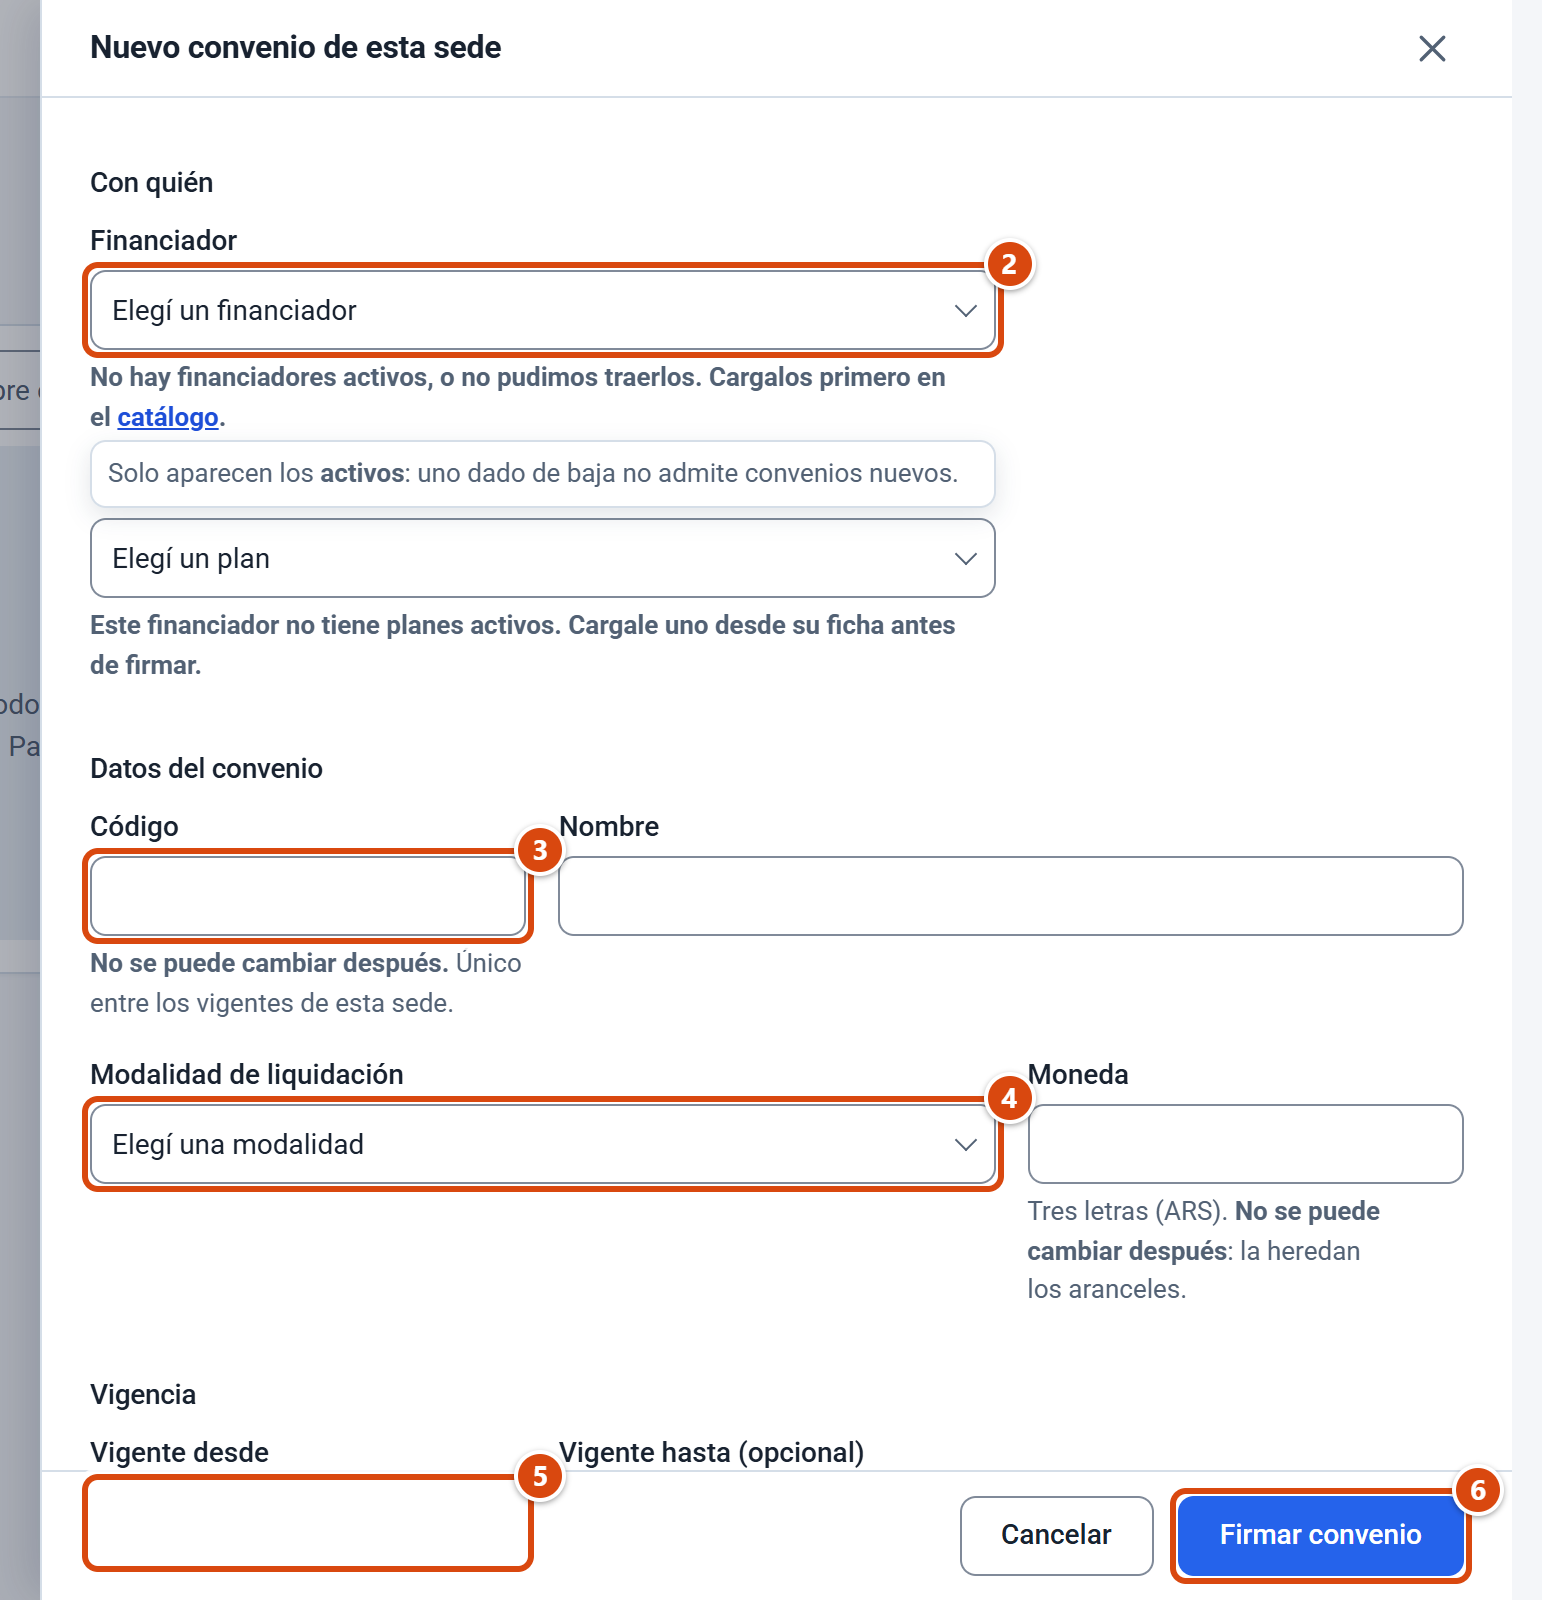 Nuevo convenio de esta sede
Con quién
Financiador
2
Elegí un financiador
No hay financiadores activos, o no pudimos traerlos. Cargalos primero en
el catálogo.
Solo aparecen los activos: uno dado de baja no admite convenios nuevos.
Elegí un plan
Este financiador no tiene planes activos. Cargale uno desde su ficha antes
de firmar.
Datos del convenio
Código
Nombre
3
No se puede cambiar después. Único
entre los vigentes de esta sede.
Modalidad de liquidación
Moneda
4
Elegí una modalidad
Tres letras (ARS). No se puede
cambiar después: la heredan
los aranceles.
Vigencia
Vigente desde
Vigente hasta (opcional)
5
6
Cancelar
Firmar convenio
Pa